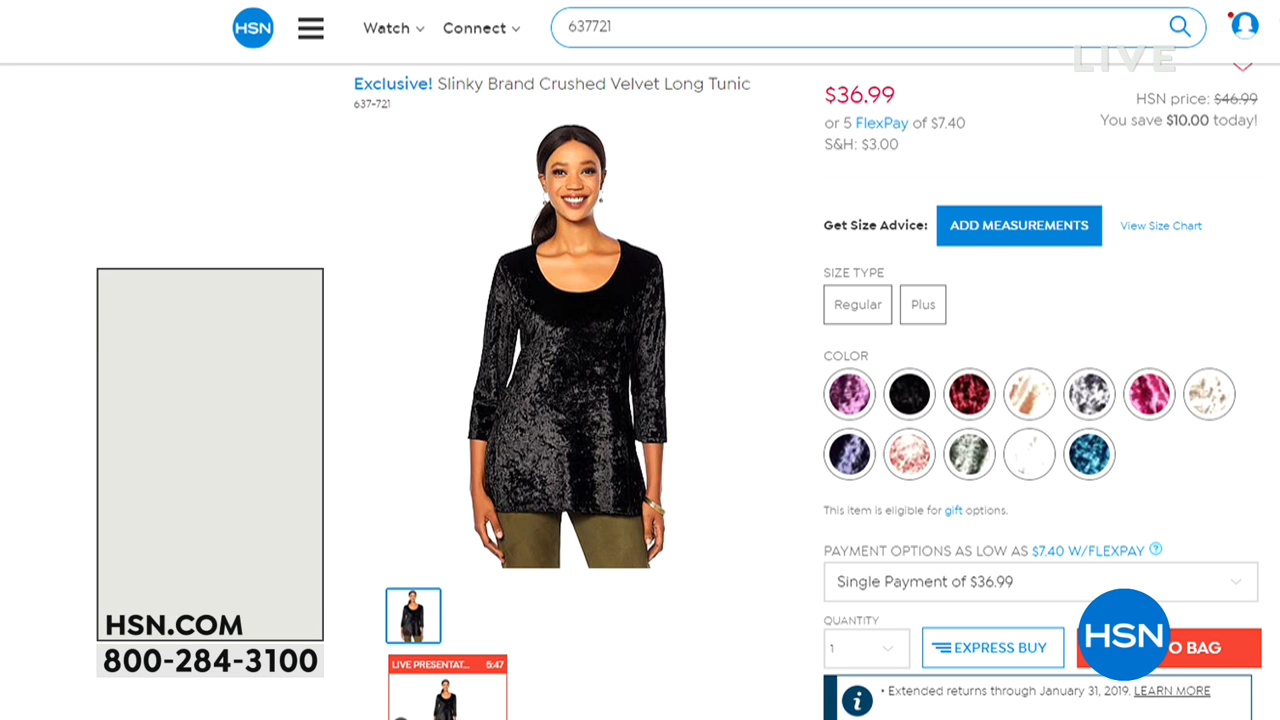 HSN
Watch
Connect
637721
LIVE
Exclusive! Slinky Brand Crushed Velvet Long Tunic
637-721
$36.99
or 5 FlexPay of $7.40
S&H: $3.00
HSN price: $46.99
You save $10.00 today!
Get Size Advice:
ADD MEASUREMENTS
View Size Chart
SIZE TYPE
Regular
Plus
COLOR
This item is eligible for gift options.
PAYMENT OPTIONS AS LOW AS $7.40 W/FLEXPAY ?
Single Payment of $36.99
QUANTITY
1
EXPRESS BUY
HSN
O BAG
i
• Extended returns through January 31, 2019. LEARN MORE
LIVE PRESENTAT... 5:47
HSN.COM
800-284-3100